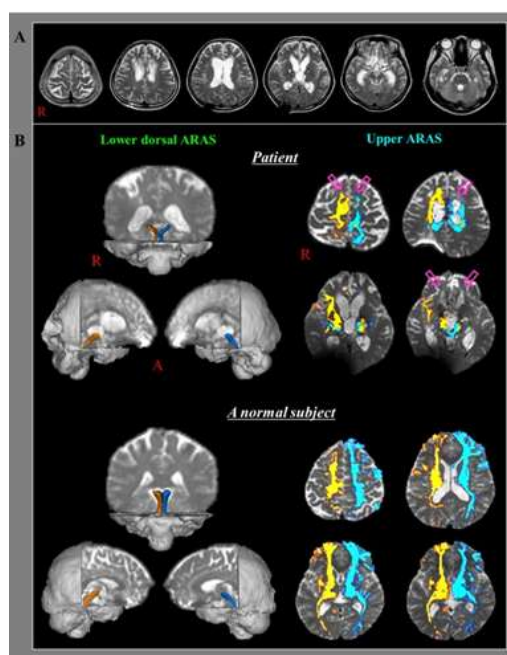 A
R
B
Lower dorsal ARAS
Upper ARAS
Patient
R
R
A
A normal subject